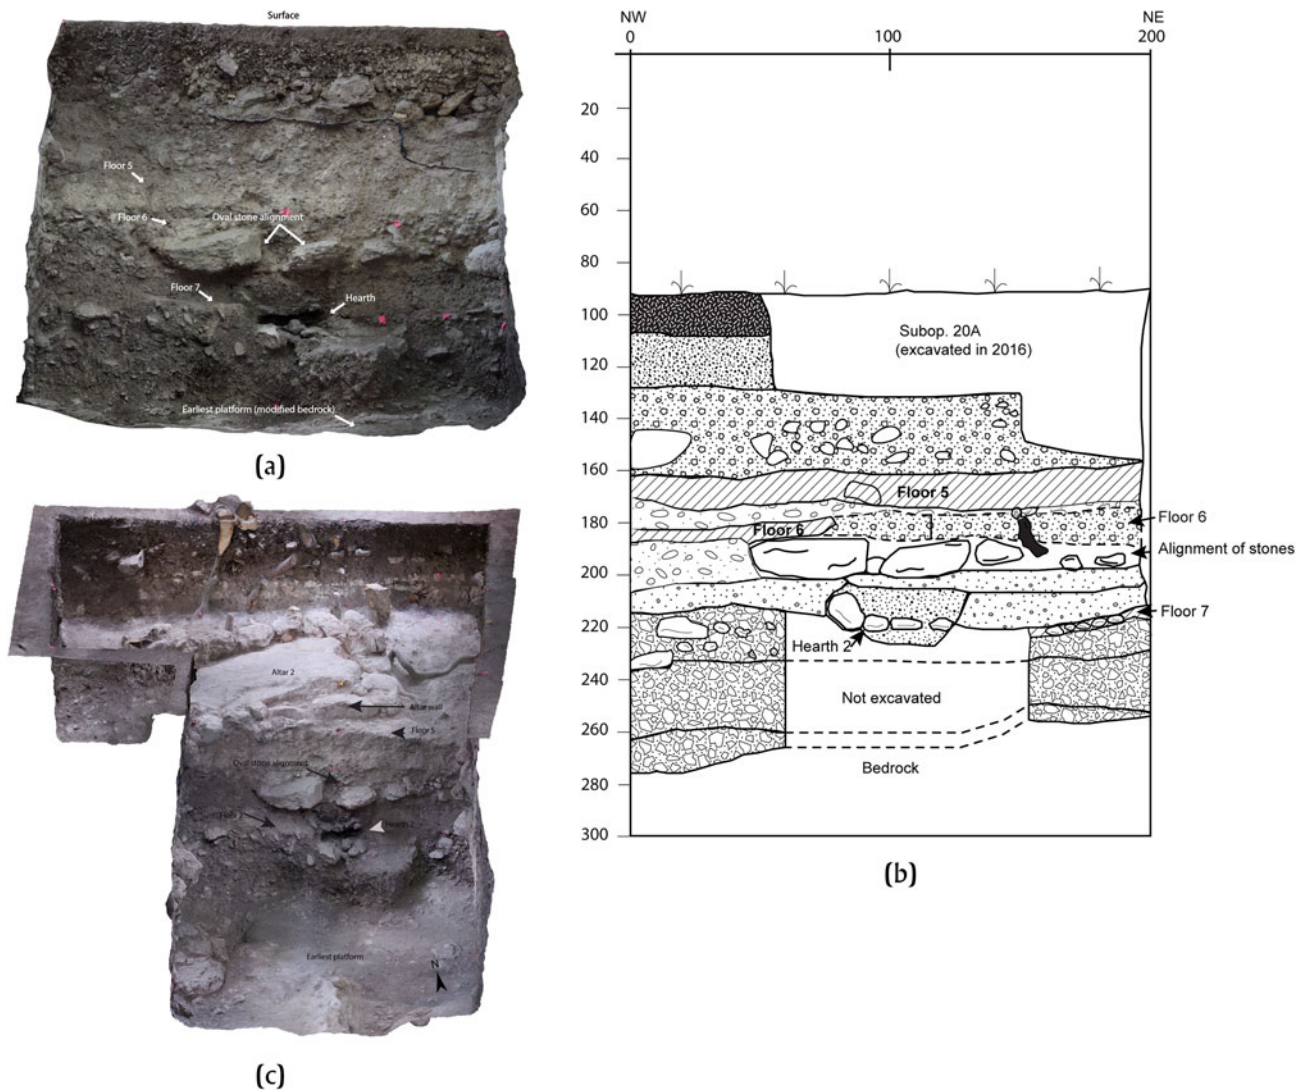 Surface
Floor 5
Floor 6
Oval stone alignment
Floor 7
Hearth
Earliest platform (modified bedrock)
(a)
NW
NE
0
100
200
20
40
60
80
100
120
140
160
180
200
220
240
260
280
300
Subop. 20A
(excavated in 2016)
Floor 5
Floor 6
Floor 6
Alignment of stones
Floor 7
Hearth 2
Not excavated
Bedrock
(b)
Altar 2
Altar wall
Floor 5
Oval stone alignment
Floor 7
Hearth 2
Earliest platform
N
(c)